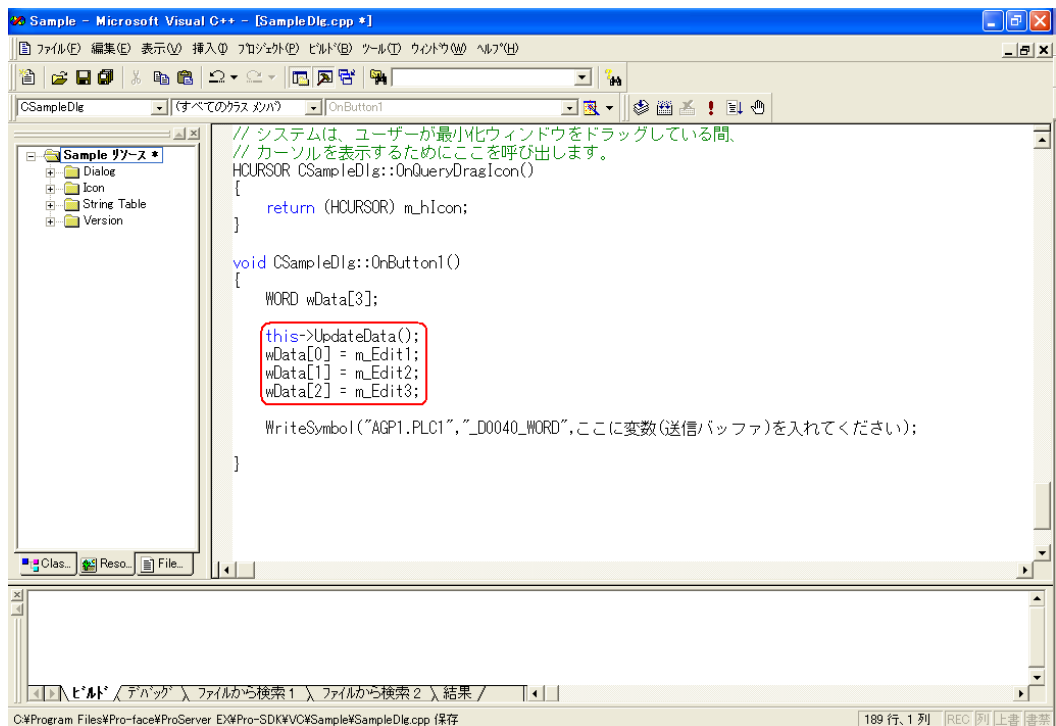 Sample - Microsoft Visual C++ - [SampleDlg.cpp *]
ファイル(F) 編集(E) 表示(V) 挿入(I) プロジェクト(P) ビルド(B) ツール(T) ウィンドウ(W) ヘルプ(H)
CSampleDlg (すべてのクラス メンバ) OnButton1
Sample リソース *
Dialog
Icon
String Table
Version
Clas... Reso... File...
// システムは、ユーザーが最小化ウィンドウをドラッグしている間、
// カーソルを表示するためにここを呼び出します。
HCURSOR CSampleDlg::OnQueryDragIcon()
{
return (HCURSOR) m_hIcon;
}
void CSampleDlg::OnButton1()
{
WORD wData[3];
this->UpdateData();
wData[0] = m_Edit1;
wData[1] = m_Edit2;
wData[2] = m_Edit3;
WriteSymbol("AGP1.PLC1","_D0040_WORD",ここに変数(送信バッファ)を入れてください);
}
ビルド デバッグ ファイルから検索1 ファイルから検索2 結果
C:¥Program Files¥Pro-face¥ProServer EX¥Pro-SDK¥VC¥Sample¥SampleDlg.cpp 保存 189 行、1 列 REC 列 上書 書禁